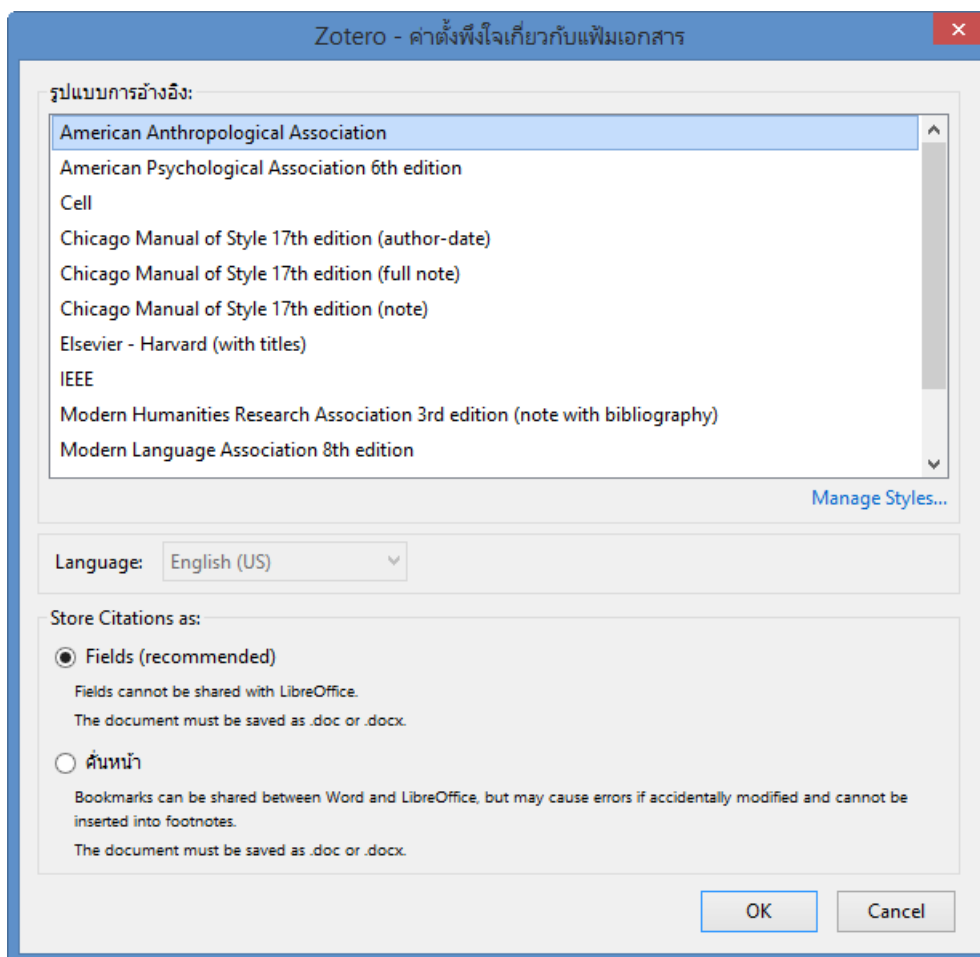 Zotero - ค่าตั้งพึงใจเกี่ยวกับแฟ้มเอกสาร
รูปแบบการอ้างอิง:
American Anthropological Association
American Psychological Association 6th edition
Cell
Chicago Manual of Style 17th edition (author-date)
Chicago Manual of Style 17th edition (full note)
Chicago Manual of Style 17th edition (note)
Elsevier - Harvard (with titles)
IEEE
Modern Humanities Research Association 3rd edition (note with bibliography)
Modern Language Association 8th edition
Manage Styles...
Language: English (US)
Store Citations as:
Fields (recommended)
Fields cannot be shared with LibreOffice.
The document must be saved as .doc or .docx.
คั่นหน้า
Bookmarks can be shared between Word and LibreOffice, but may cause errors if accidentally modified and cannot be
inserted into footnotes.
The document must be saved as .doc or .docx.
OK Cancel